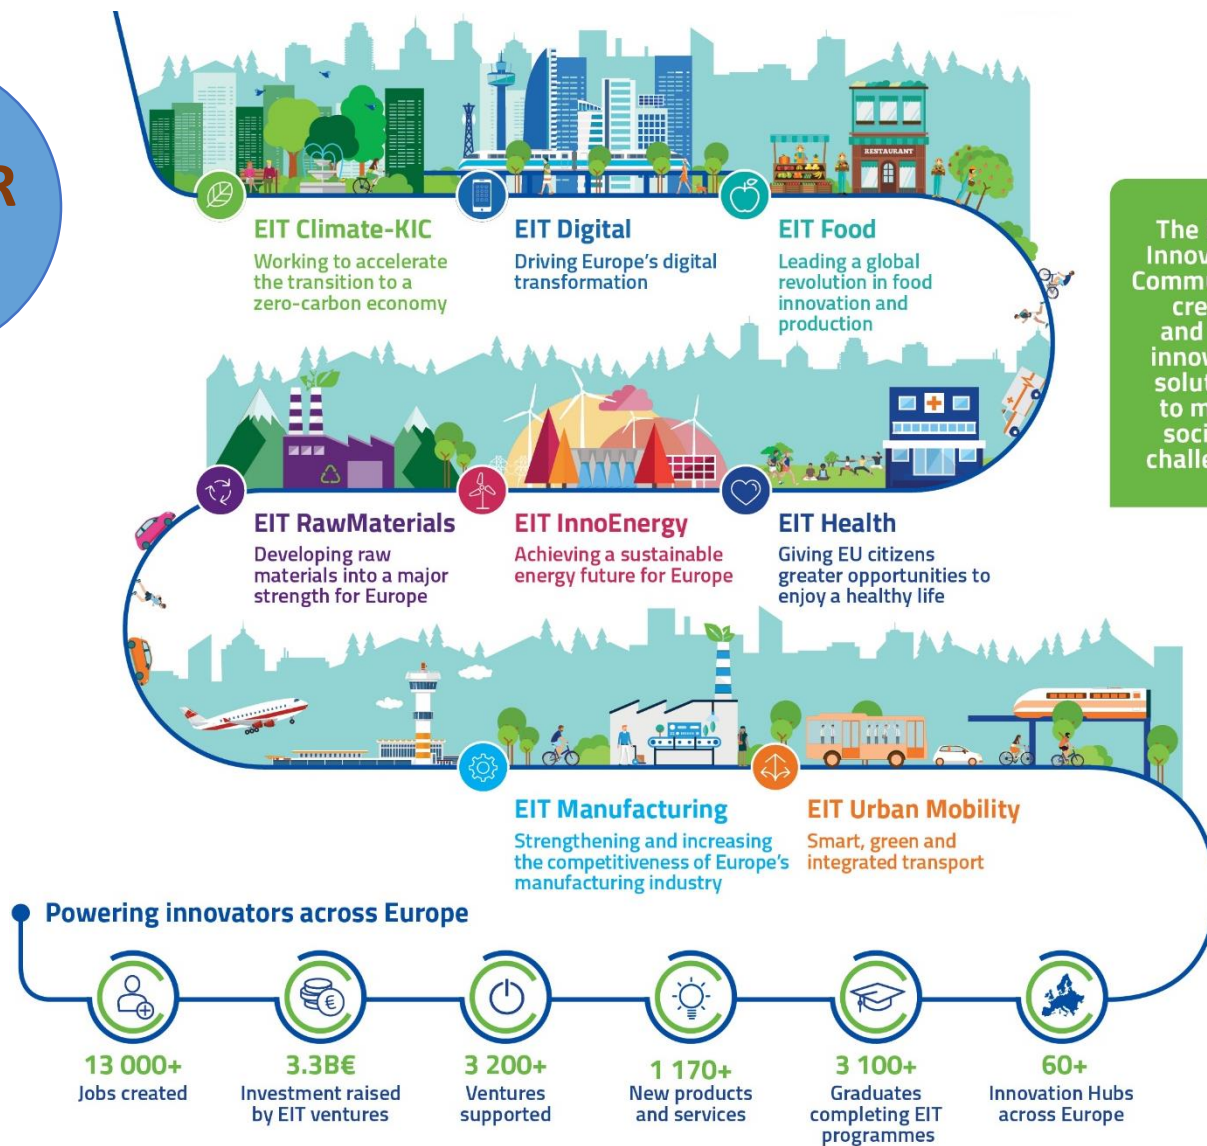 R
RESTAURANT
EIT Climate-KIC
Working to accelerate
the transition to a
zero-carbon economy
EIT Digital
Driving Europe's digital
transformation
EIT Food
Leading a global
revolution in food
innovation and
production
The
Innov
Commu
cre
and
innov
solut
to m
soci
challe
EIT RawMaterials
Developing raw
materials into a major
strength for Europe
EIT InnoEnergy
Achieving a sustainable
energy future for Europe
EIT Health
Giving EU citizens
greater opportunities to
enjoy a healthy life
EIT Manufacturing
Strengthening and increasing
the competitiveness of Europe's
manufacturing industry
EIT Urban Mobility
Smart, green and
integrated transport
Powering innovators across Europe
13 000+
Jobs created
3.3B€
Investment raised
by EIT ventures
3 200+
Ventures
supported
1 170+
New products
and services
3 100+
Graduates
completing EIT
programmes
60+
Innovation Hubs
across Europe